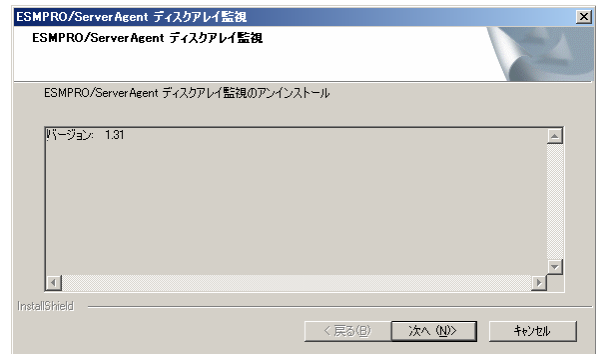 ESMPRO/ServerAgent ディスクアレイ監視
ESMPRO/ServerAgent ディスクアレイ監視
ESMPRO/ServerAgent ディスクアレイ監視のアンインストール
バージョン: 1.31
InstallShield
< 戻る(B)
次へ (N)>
キャンセル